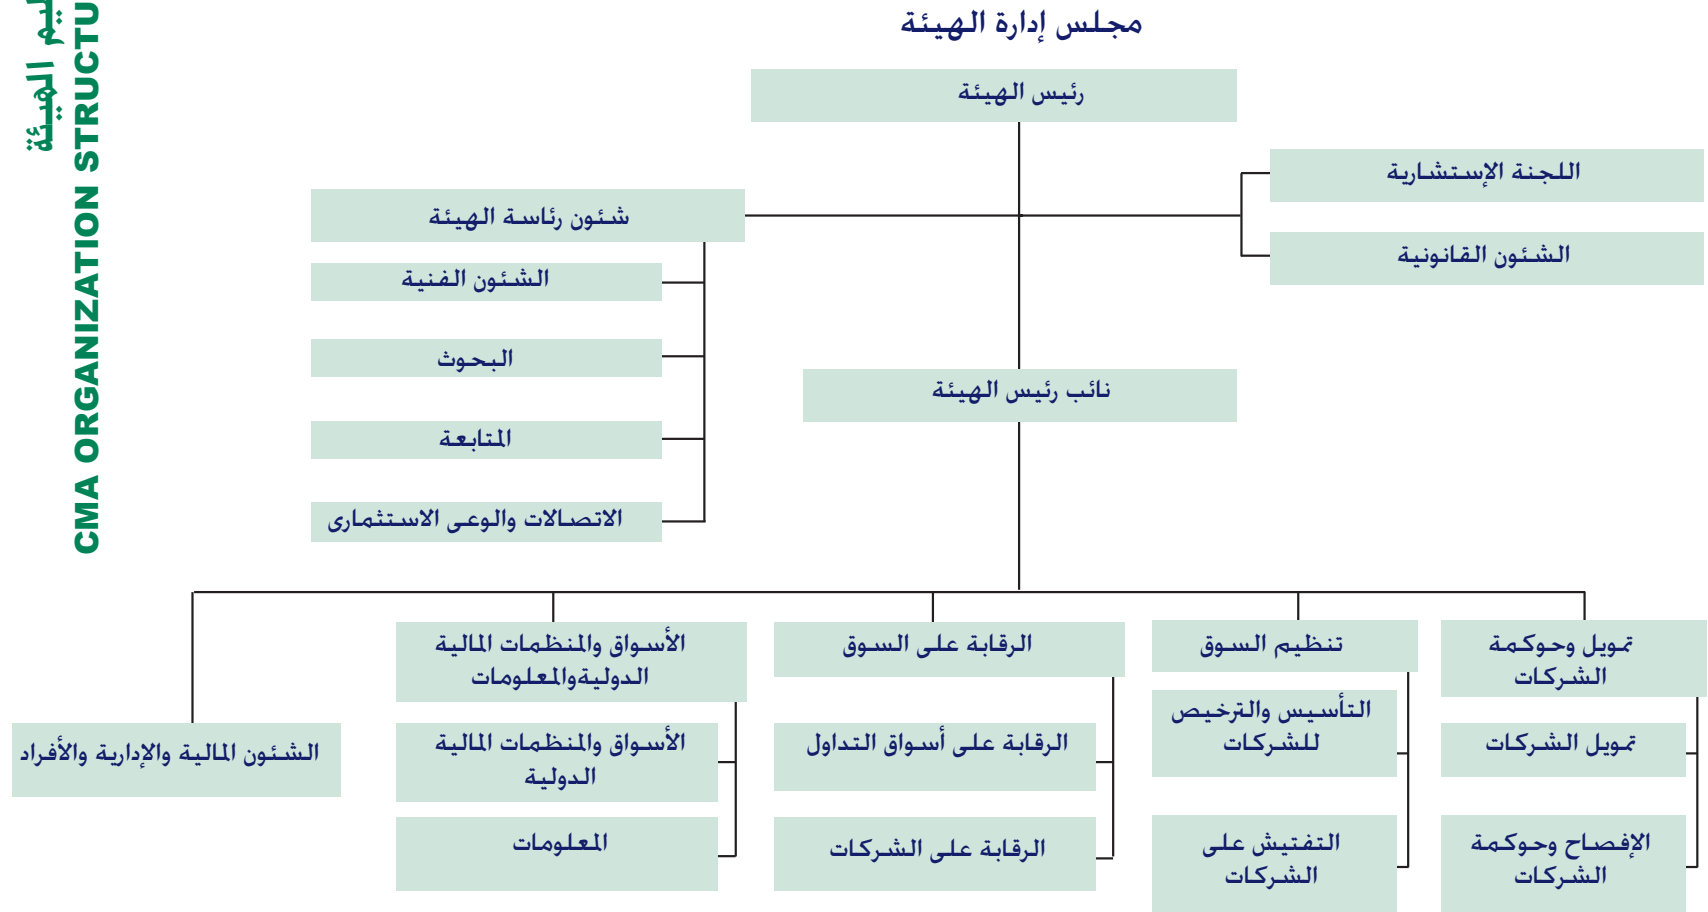 مجلس إدارة الهيئة
رئيس الهيئة
اللجنة الإستشارية
الشئون القانونية
شئون رئاسة الهيئة
الشئون الفنية
البحوث
المتابعة
الاتصالات والوعى الاستثمارى
نائب رئيس الهيئة
تمويل وحوكمة
الشركات
تمويل الشركات
الإفصاح وحوكمة
الشركات
تنظيم السوق
التأسيس والترخيص
للشركات
التفتيش على
الشركات
الرقابة على السوق
الرقابة على أسواق التداول
الرقابة على الشركات
الأسواق والمنظمات المالية
الدوليةوالمعلومات
الأسواق والمنظمات المالية
الدولية
المعلومات
الشئون المالية والإدارية والأفراد
الهيئة
CMA ORGANIZATION STRUCTU